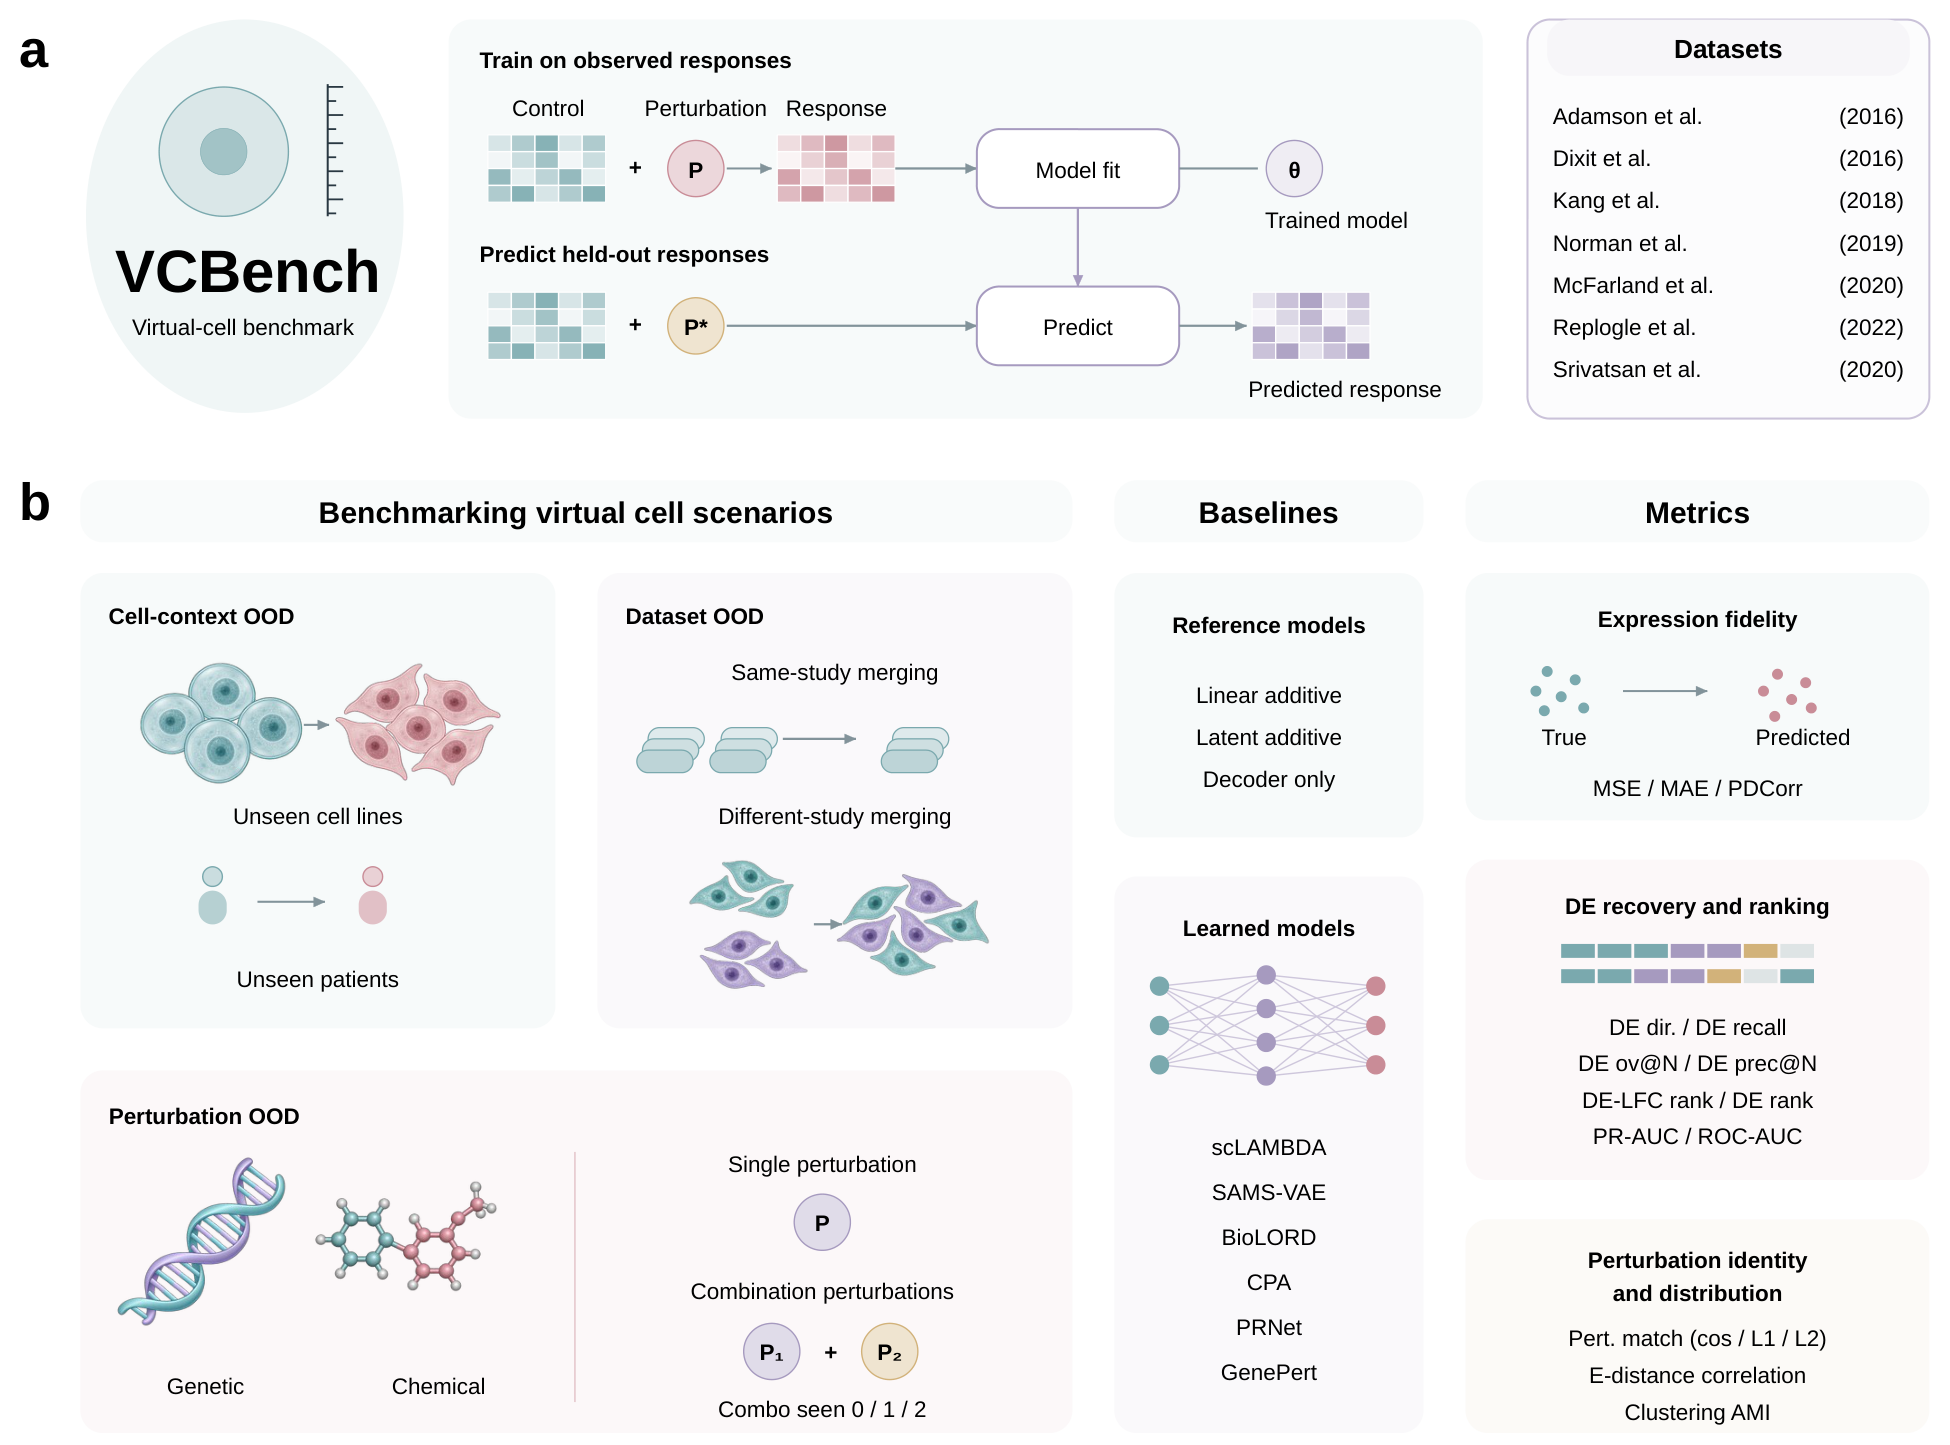 a
VCBench
Virtual-cell benchmark
Train on observed responses
Control
Perturbation
Response
+
P
Model fit
θ
Trained model
Predict held-out responses
+
P*
Predict
Predicted response
Datasets
Adamson et al. (2016)
Dixit et al. (2016)
Kang et al. (2018)
Norman et al. (2019)
McFarland et al. (2020)
Replogle et al. (2022)
Srivatsan et al. (2020)
b
Benchmarking virtual cell scenarios
Cell-context OOD
Unseen cell lines
Unseen patients
Dataset OOD
Same-study merging
Different-study merging
Perturbation OOD
Genetic
Chemical
Single perturbation
P
Combination perturbations
P₁ + P₂
Combo seen 0 / 1 / 2
Baselines
Reference models
Linear additive
Latent additive
Decoder only
Learned models
scLAMBDA
SAMS-VAE
BioLORD
CPA
PRNet
GenePert
Metrics
Expression fidelity
True
Predicted
MSE / MAE / PDCorr
DE recovery and ranking
DE dir. / DE recall
DE ov@N / DE prec@N
DE-LFC rank / DE rank
PR-AUC / ROC-AUC
Perturbation identity
and distribution
Pert. match (cos / L1 / L2)
E-distance correlation
Clustering AMI